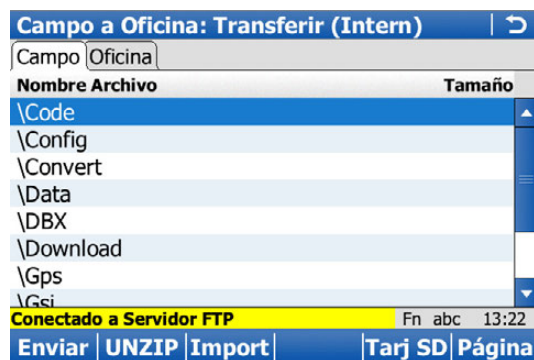 Campo a Oficina: Transferir (Intern)
Campo Oficina
Nombre Archivo Tamaño
\Code
\Config
\Convert
\Data
\DBX
\Download
\Gps
\Gsi
Conectado a Servidor FTP Fn abc 13:22
Enviar UNZIP Import Tarj SD Página